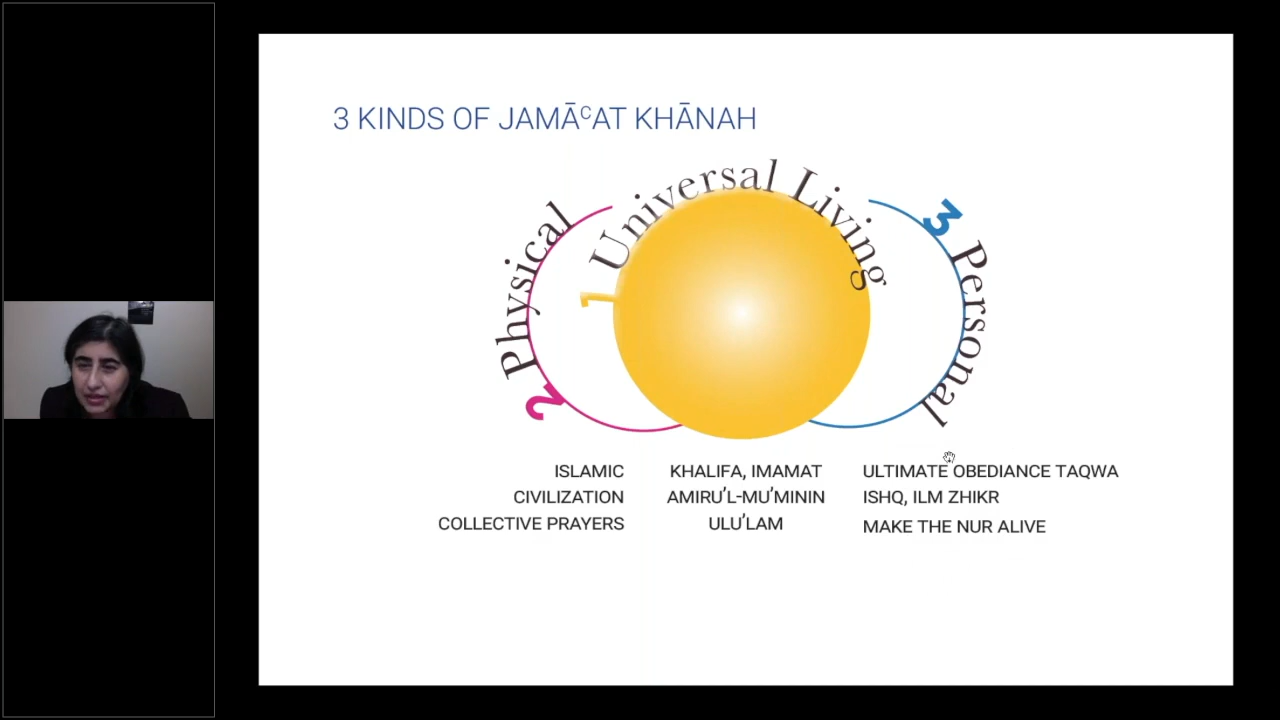 3 KINDS OF JAMĀᶜAT KHĀNAH
1 Universal Living
2 Physical
3 Personal
ISLAMIC
CIVILIZATION
COLLECTIVE PRAYERS
KHALIFA, IMAMAT
AMIRU'L-MU'MININ
ULU'LAM
ULTIMATE OBEDIANCE TAQWA
ISHQ, ILM ZHIKR
MAKE THE NUR ALIVE